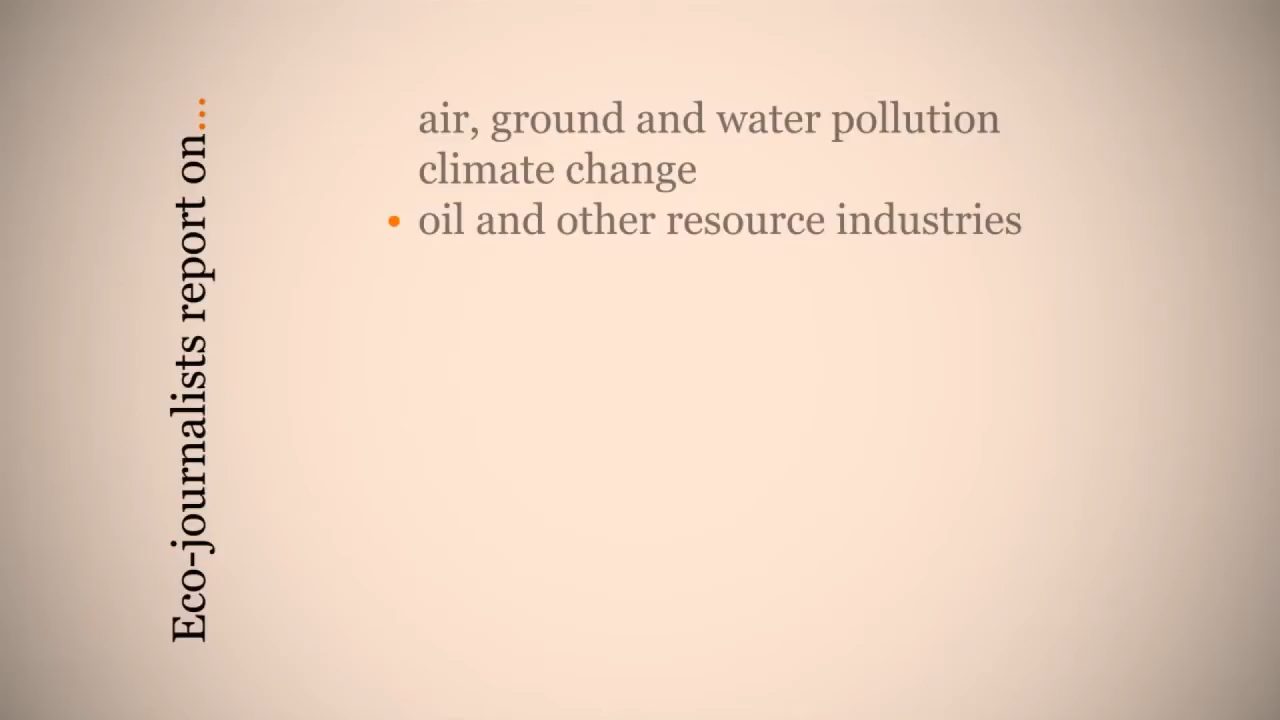 Eco-journalists report on...
air, ground and water pollution
climate change
• oil and other resource industries